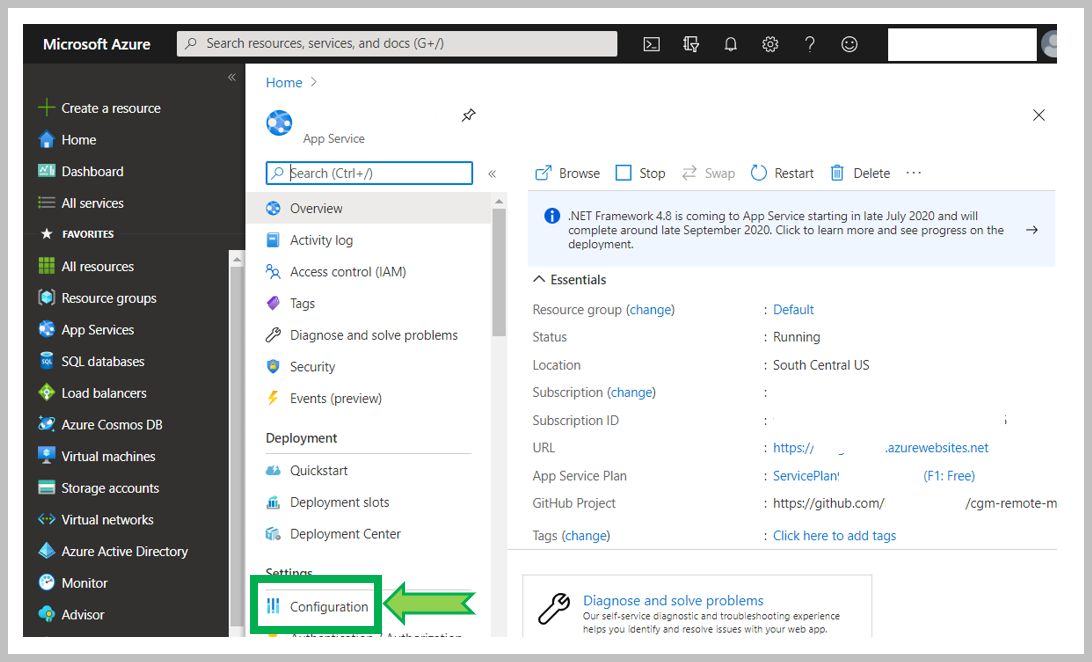 Microsoft Azure
Search resources, services, and docs (G+/)
«
Create a resource
Home
Dashboard
All services
FAVORITES
All resources
Resource groups
App Services
SQL databases
Load balancers
Azure Cosmos DB
Virtual machines
Storage accounts
Virtual networks
Azure Active Directory
Monitor
Advisor
Home >
App Service
Search (Ctrl+/)
«
Overview
Activity log
Access control (IAM)
Tags
Diagnose and solve problems
Security
Events (preview)
Deployment
Quickstart
Deployment slots
Deployment Center
Settings
Configuration
Authentication / Authorization
Browse Stop Swap Restart Delete ...
.NET Framework 4.8 is coming to App Service starting in late July 2020 and will
complete around late September 2020. Click to learn more and see progress on the
deployment.
Essentials
Resource group (change) : Default
Status : Running
Location : South Central US
Subscription (change) :
Subscription ID :
URL : https:// .azurewebsites.net
App Service Plan : ServicePlan (F1: Free)
GitHub Project : https://github.com/ /cgm-remote-m
Tags (change) : Click here to add tags
Diagnose and solve problems
Our self-service diagnostic and troubleshooting experience
helps you identify and resolve issues with your web app.